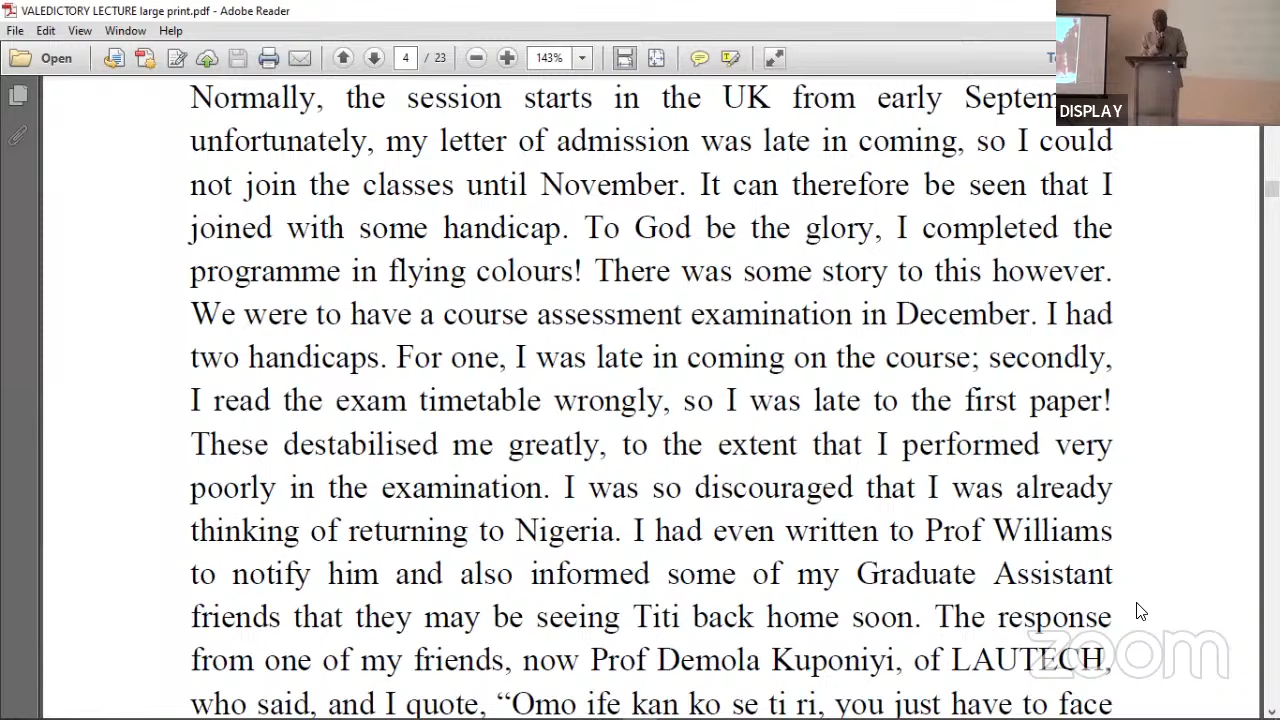 VALEDICTORY LECTURE large print.pdf - Adobe Reader
File Edit View Window Help
Open 4 / 23 143%
DISPLAY
Normally, the session starts in the UK from early
unfortunately, my letter of admission was late in coming, so I could
not join the classes until November. It can therefore be seen that I
joined with some handicap. To God be the glory, I completed the
programme in flying colours! There was some story to this however.
We were to have a course assessment examination in December. I had
two handicaps. For one, I was late in coming on the course; secondly,
I read the exam timetable wrongly, so I was late to the first paper!
These destabilised me greatly, to the extent that I performed very
poorly in the examination. I was so discouraged that I was already
thinking of returning to Nigeria. I had even written to Prof Williams
to notify him and also informed some of my Graduate Assistant
friends that they may be seeing Titi back home soon. The response
from one of my friends, now Prof Demola Kuponiyi, of LAUTECH,
who said, and I quote, “Omo ife kan ko se ti ri, you just have to face
zoom